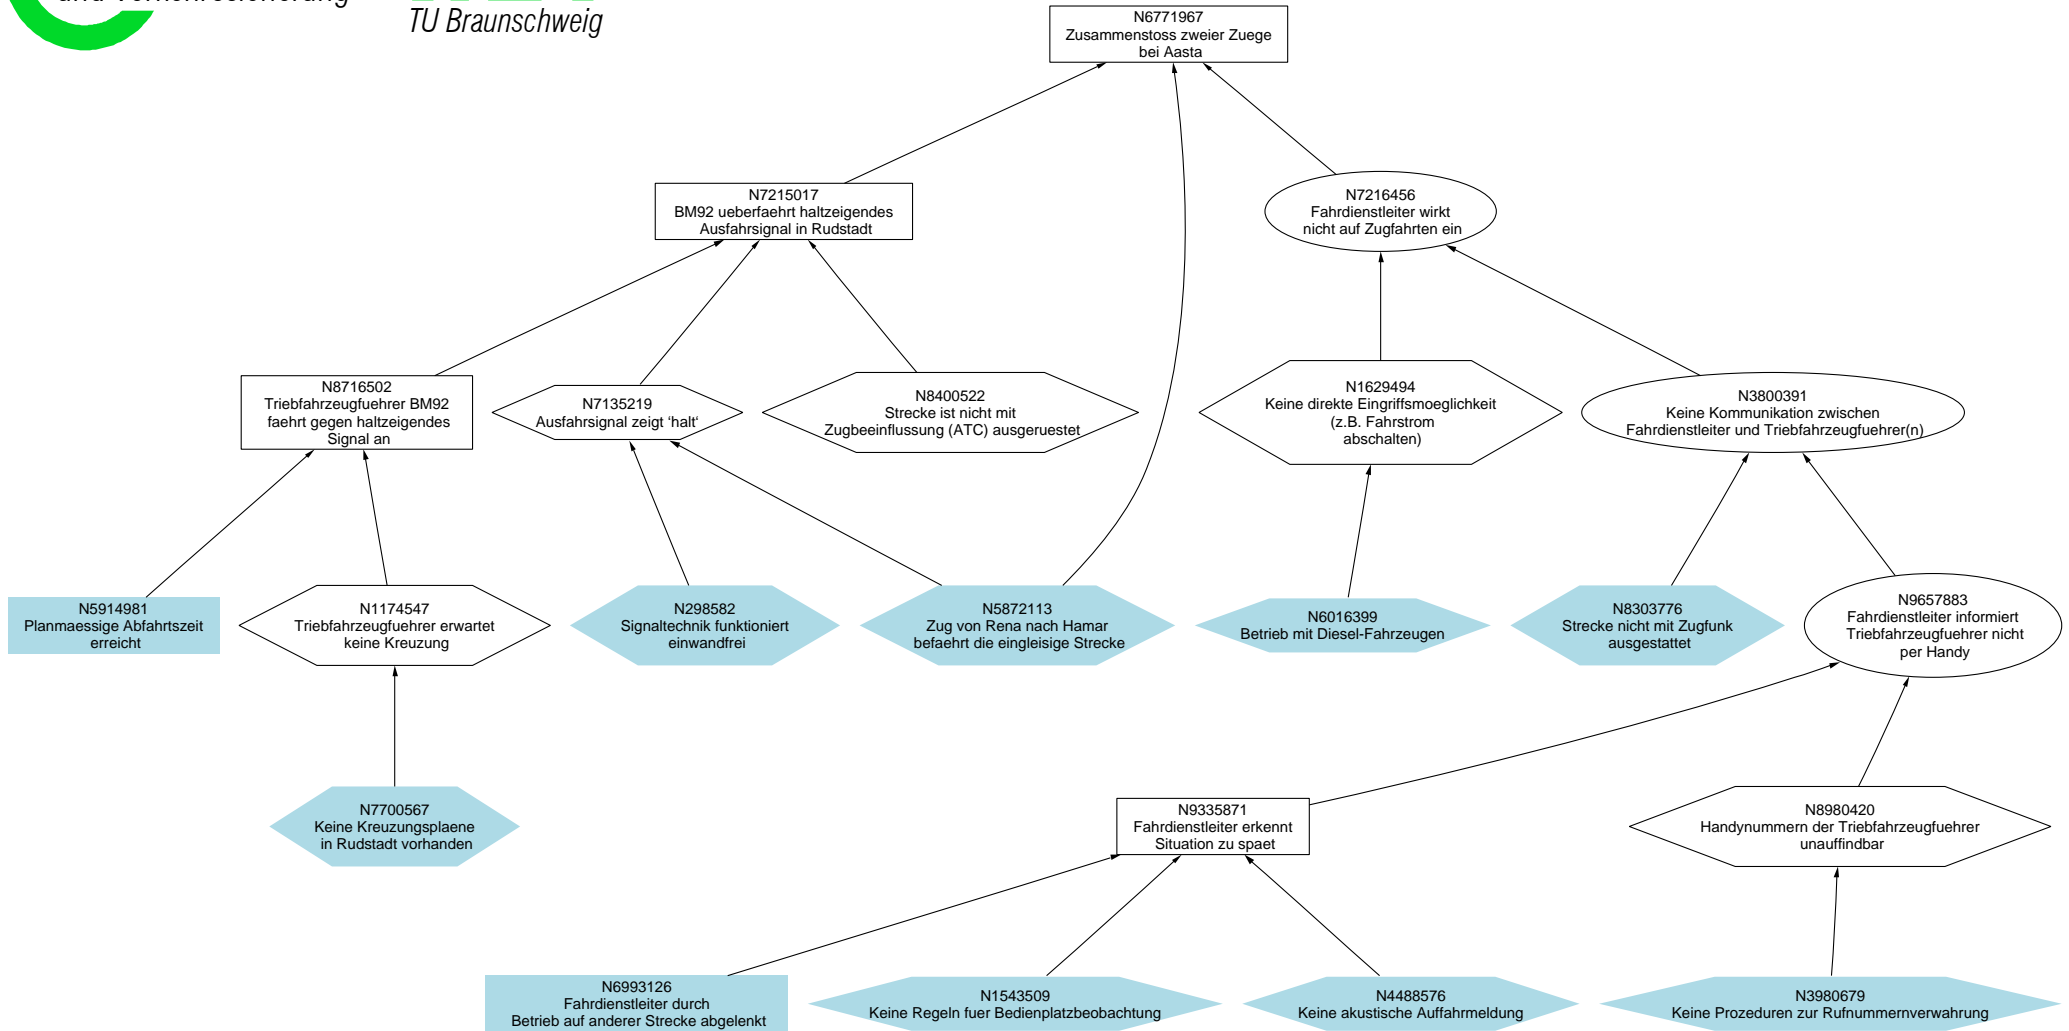 und Verkehrssicherung
TU Braunschweig
N6771967
Zusammenstoss zweier Zuege
bei Aasta
N7215017
BM92 ueberfaehrt haltzeigendes
Ausfahrsignal in Rudstadt
N7216456
Fahrdienstleiter wirkt
nicht auf Zugfahrten ein
N8716502
Triebfahrzeugfuehrer BM92
faehrt gegen haltzeigendes
Signal an
N7135219
Ausfahrsignal zeigt ‘halt‘
N8400522
Strecke ist nicht mit
Zugbeeinflussung (ATC) ausgeruestet
N1629494
Keine direkte Eingriffsmoeglichkeit
(z.B. Fahrstrom
abschalten)
N3800391
Keine Kommunikation zwischen
Fahrdienstleiter und Triebfahrzeugfuehrer(n)
N5914981
Planmaessige Abfahrtszeit
erreicht
N1174547
Triebfahrzeugfuehrer erwartet
keine Kreuzung
N298582
Signaltechnik funktioniert
einwandfrei
N5872113
Zug von Rena nach Hamar
befaehrt die eingleisige Strecke
N6016399
Betrieb mit Diesel-Fahrzeugen
N8303776
Strecke nicht mit Zugfunk
ausgestattet
N9657883
Fahrdienstleiter informiert
Triebfahrzeugfuehrer nicht
per Handy
N7700567
Keine Kreuzungsplaene
in Rudstadt vorhanden
N9335871
Fahrdienstleiter erkennt
Situation zu spaet
N8980420
Handynummern der Triebfahrzeugfuehrer
unauffindbar
N6993126
Fahrdienstleiter durch
Betrieb auf anderer Strecke abgelenkt
N1543509
Keine Regeln fuer Bedienplatzbeobachtung
N4488576
Keine akustische Auffahrmeldung
N3980679
Keine Prozeduren zur Rufnummernverwahrung